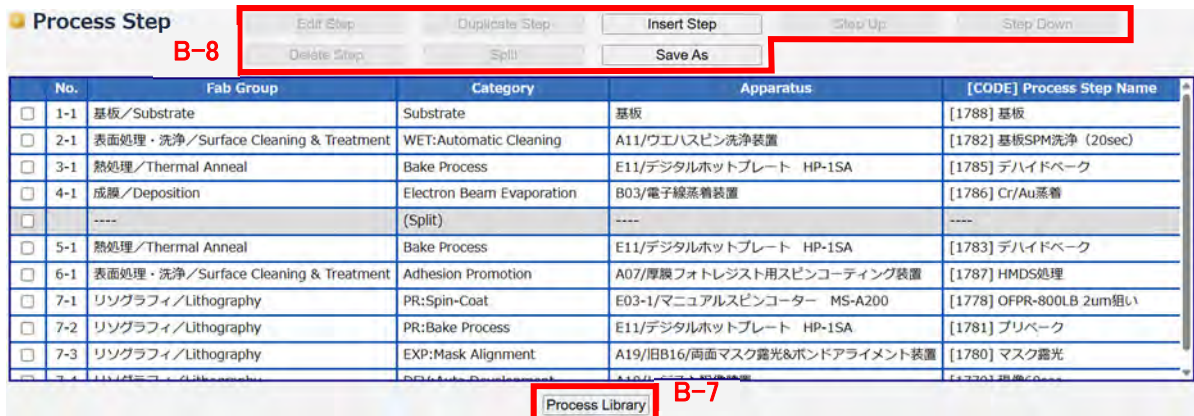 Process Step
Edit Step Duplicate Step Insert Step Step Up Step Down
B-8
Delete Step Split Save As
No. Fab Group Category Apparatus [CODE] Process Step Name
1-1 基板／Substrate Substrate 基板 [1788] 基板
2-1 表面処理・洗浄／Surface Cleaning & Treatment WET:Automatic Cleaning A11/ウエハスピン洗浄装置 [1782] 基板SPM洗浄（20sec）
3-1 熱処理／Thermal Anneal Bake Process E11/デジタルホットプレート HP-1SA [1785] デハイドベーク
4-1 成膜／Deposition Electron Beam Evaporation B03/電子線蒸着装置 [1786] Cr/Au蒸着
---- (Split) ---- ----
5-1 熱処理／Thermal Anneal Bake Process E11/デジタルホットプレート HP-1SA [1783] デハイドベーク
6-1 表面処理・洗浄／Surface Cleaning & Treatment Adhesion Promotion A07/厚膜フォトレジスト用スピンコーティング装置 [1787] HMDS処理
7-1 リソグラフィ／Lithography PR:Spin-Coat E03-1/マニュアルスピンコーター MS-A200 [1778] OFPR-800LB 2um狙い
7-2 リソグラフィ／Lithography PR:Bake Process E11/デジタルホットプレート HP-1SA [1781] プリベーク
7-3 リソグラフィ／Lithography EXP:Mask Alignment A19/旧B16/両面マスク露光&ボンドアライメント装置 [1780] マスク露光
7-4 リソグラフィ／Lithography
Process Library B-7